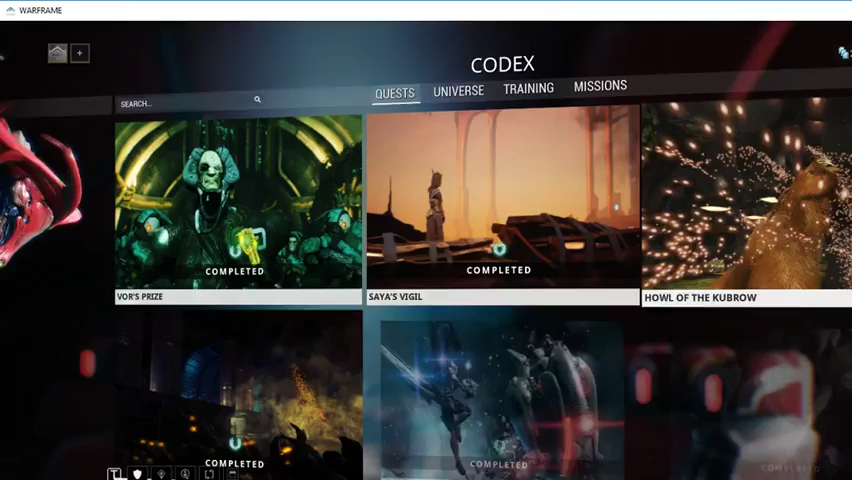 WARFRAME
CODEX
QUESTS UNIVERSE TRAINING MISSIONS
SEARCH...
COMPLETED COMPLETED
VOR'S PRIZE SAYA'S VIGIL HOWL OF THE KUBROW
COMPLETED COMPLETED COMPLETED